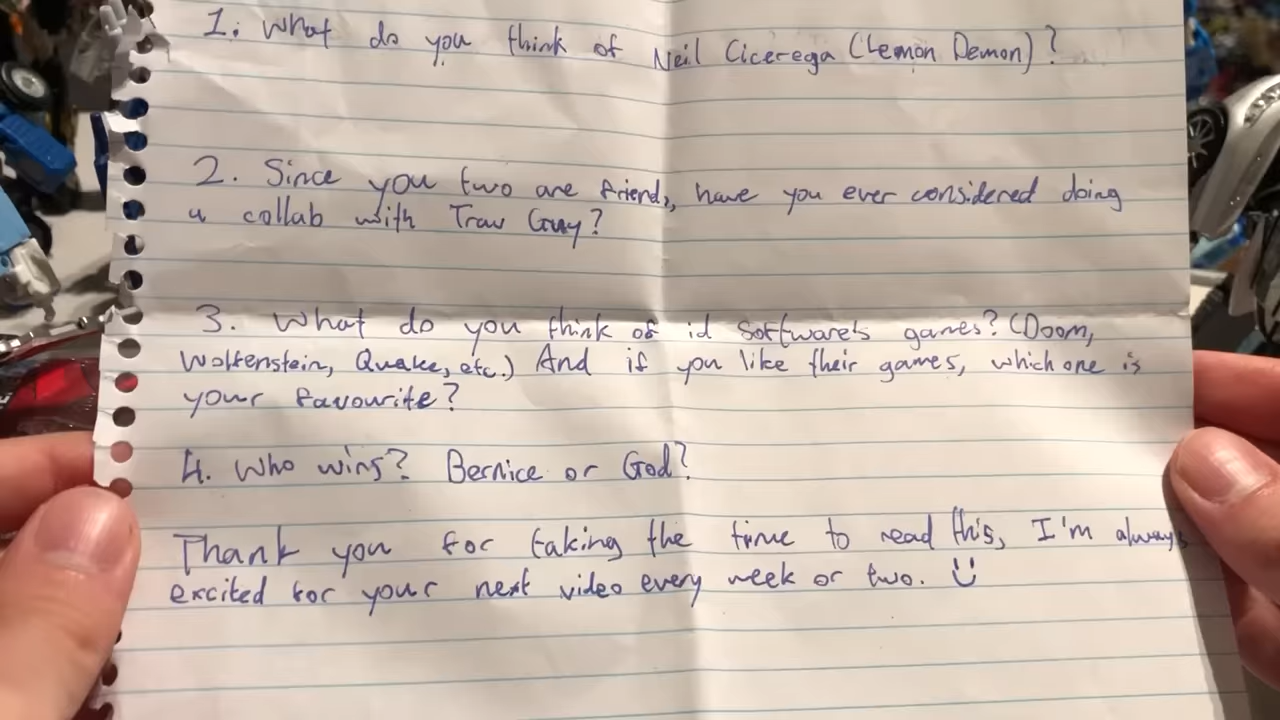 1. What do you think of Neil Cicerega (Lemon Demon)?
2. Since you two are friends, have you ever considered doing
a collab with Trav Guy?
3. What do you think of id Software's games? (Doom,
Wolfenstein, Quake, etc.) And if you like their games, which one is
your favourite?
4. Who wins? Bernice or God?
Thank you for taking the time to read this, I'm always
excited for your next video every week or two. :)